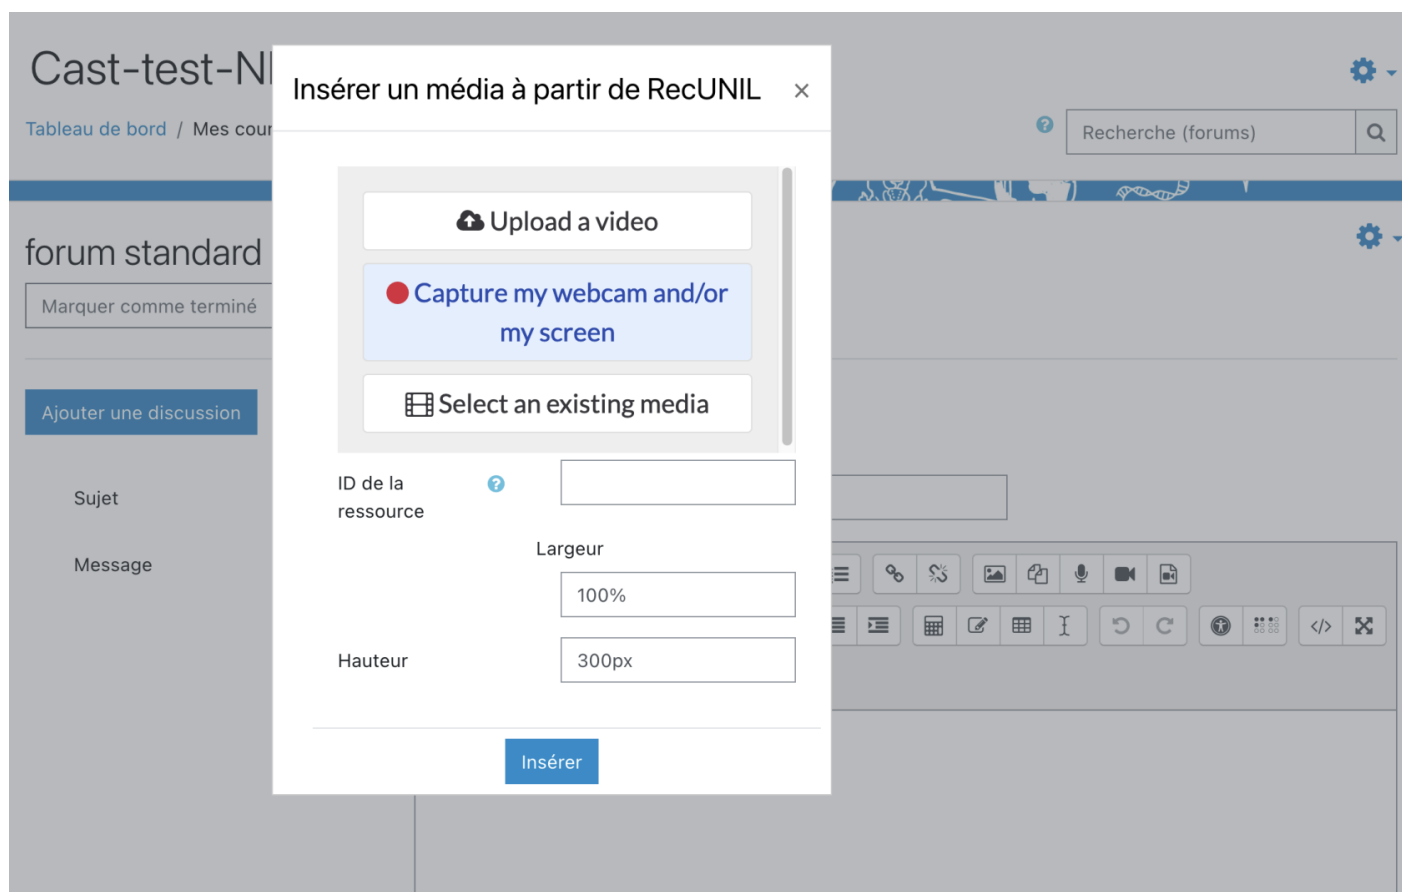 Cast-test-NI
Tableau de bord / Mes cour
Recherche (forums)
forum standard
Marquer comme terminé
Ajouter une discussion
Sujet
Message
Insérer un média à partir de RecUNIL ×
Upload a video
Capture my webcam and/or
my screen
Select an existing media
ID de la
ressource
Largeur
100%
Hauteur
300px
Insérer